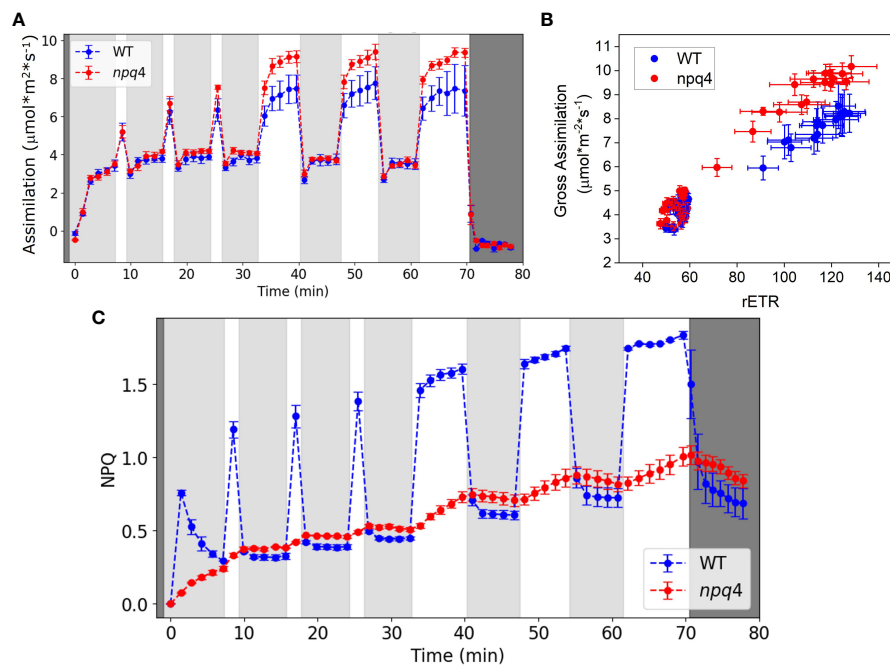 A
Assimilation (μmol*m²*s⁻¹)
10
8
6
4
2
0
WT
npq4
0
10
20
30
40
50
60
70
80
Time (min)
B
Gross Assimilation
(μmol*m-²*s-¹)
11
10
9
8
7
6
5
4
3
2
WT
npq4
40
60
80
100
120
140
rETR
C
NPQ
1.5
1.0
0.5
0.0
WT
npq4
0
10
20
30
40
50
60
70
80
Time (min)